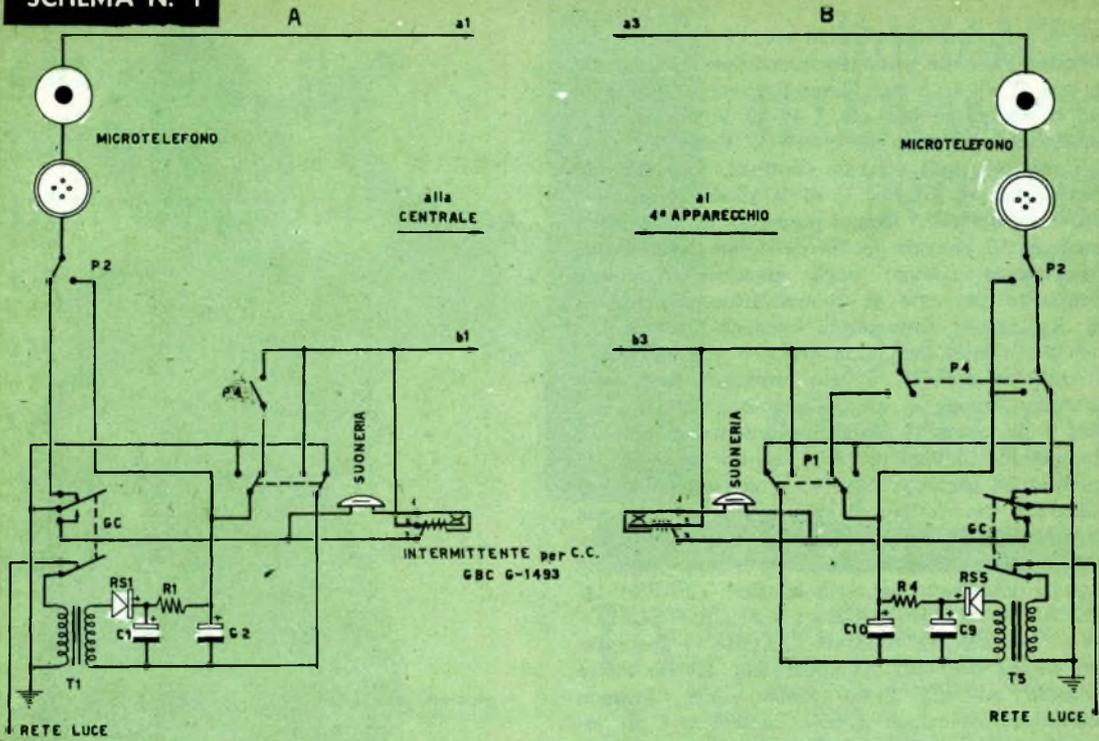 SCHEMA N. 1
A
a1
a3
B
MICROTELEFONO
MICROTELEFONO
alla
CENTRALE
al
4º APPARECCHIO
P2
P2
b1
b3
P4
P4
SUONERIA
SUONERIA
P1
GC
GC
INTERMITTENTE per C.C.
GBC G-1493
RS1
R1
R4
RS5
C1
C2
C10
C9
T1
T5
RETE LUCE
RETE LUCE